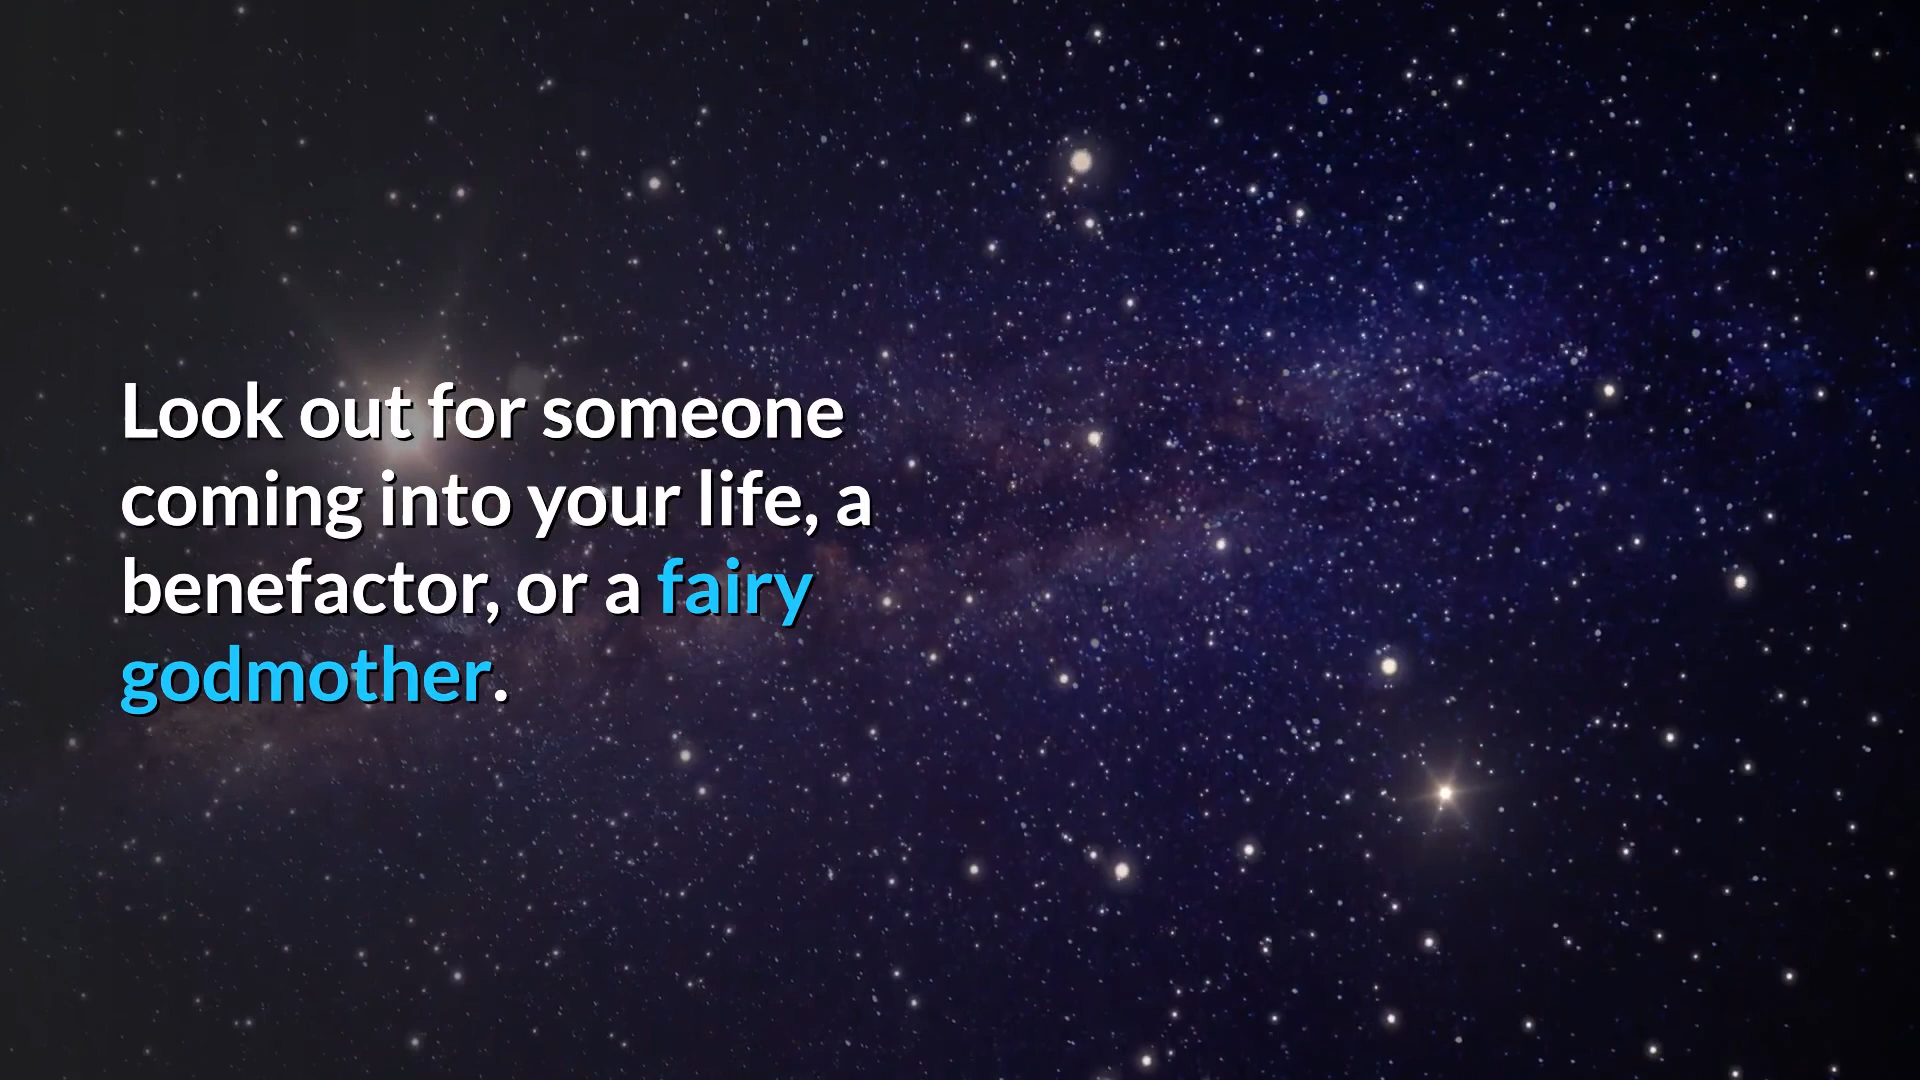 Look out for someone
coming into your life, a
benefactor, or a fairy
godmother.